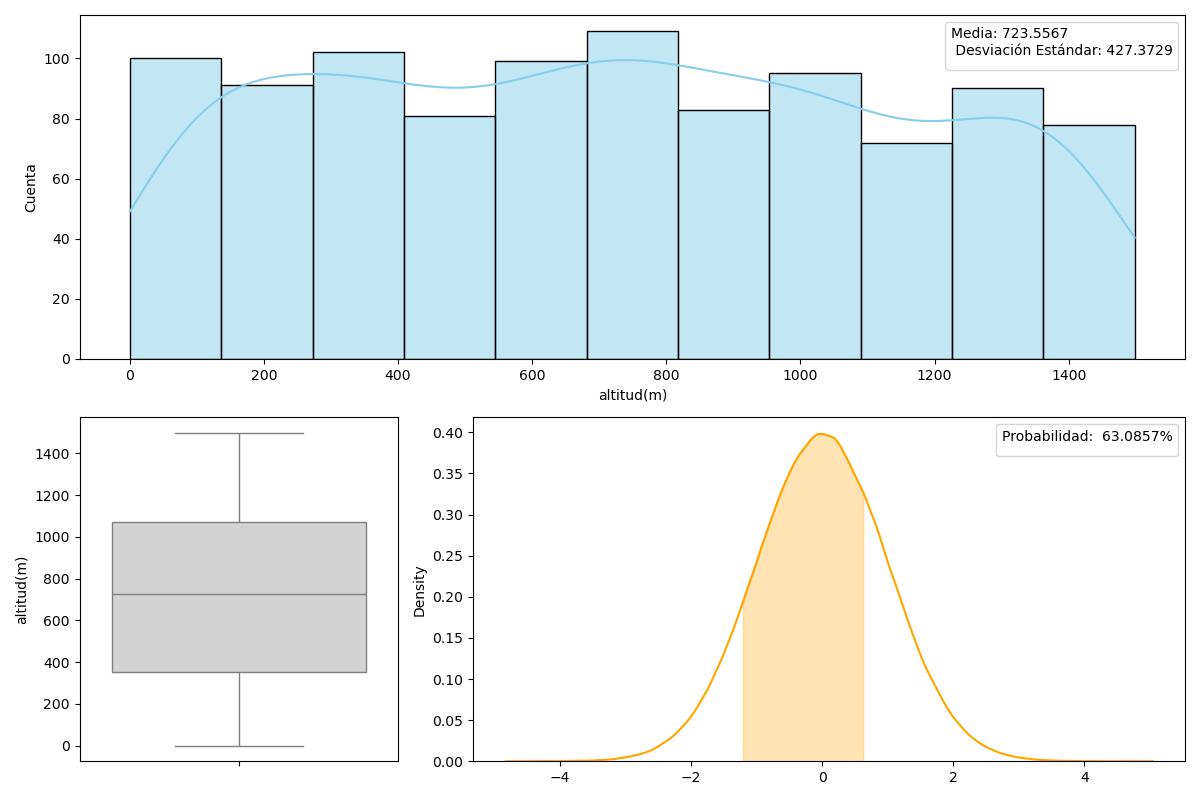 Media: 723.5567
Desviación Estándar: 427.3729
Cuenta
100
80
60
40
20
0
0 200 400 600 800 1000 1200 1400
altitud(m)
altitud(m)
1400
1200
1000
800
600
400
200
0
Probabilidad: 63.0857%
Density
0.40
0.35
0.30
0.25
0.20
0.15
0.10
0.05
0.00
−4 −2 0 2 4